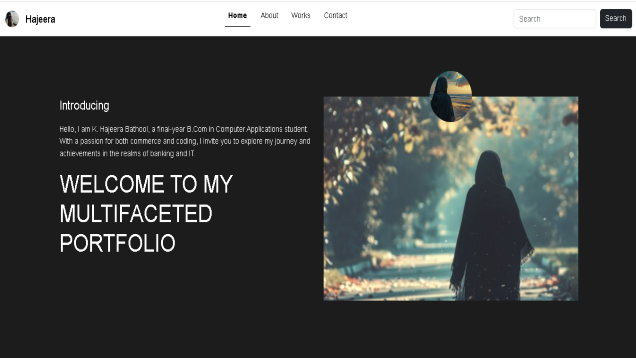 Hajeera
Home About Works Contact
Search Search
Introducing
Hello, I am K. Hajeera Bathool, a final-year B.Com in Computer Applications student.
With a passion for both commerce and coding, I invite you to explore my journey and
achievements in the realms of banking and IT.
WELCOME TO MY
MULTIFACETED
PORTFOLIO